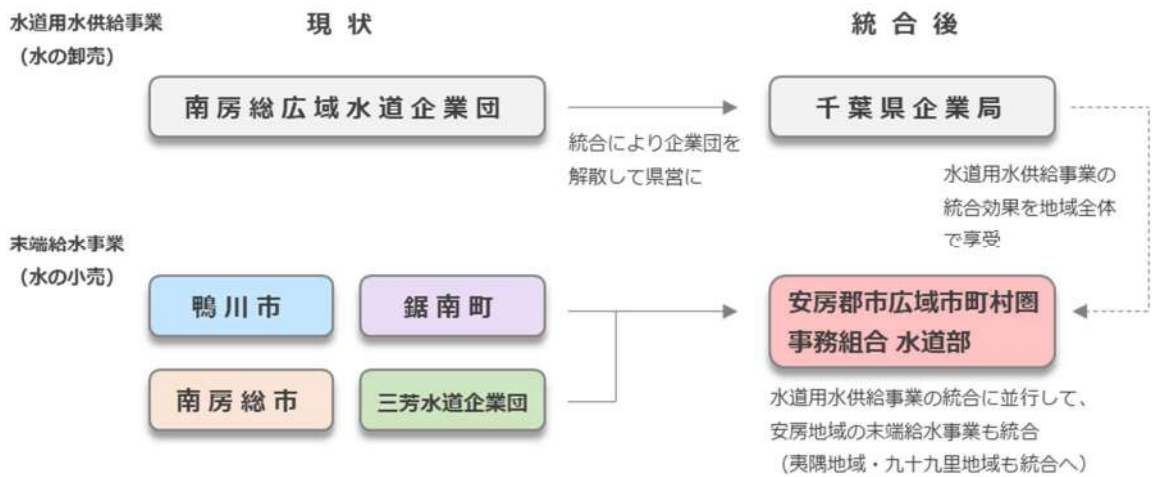 水道用水供給事業
（水の卸売）
現状
統合後
南房総広域水道企業団
千葉県企業局
統合により企業団を
解散して県営に
水道用水供給事業の
統合効果を地域全体
で享受
末端給水事業
（水の小売）
鴨川市
鋸南町
南房総市
三芳水道企業団
安房郡市広域市町村圏
事務組合 水道部
水道用水供給事業の統合に並行して、
安房地域の末端給水事業も統合
（夷隅地域・九十九里地域も統合へ）